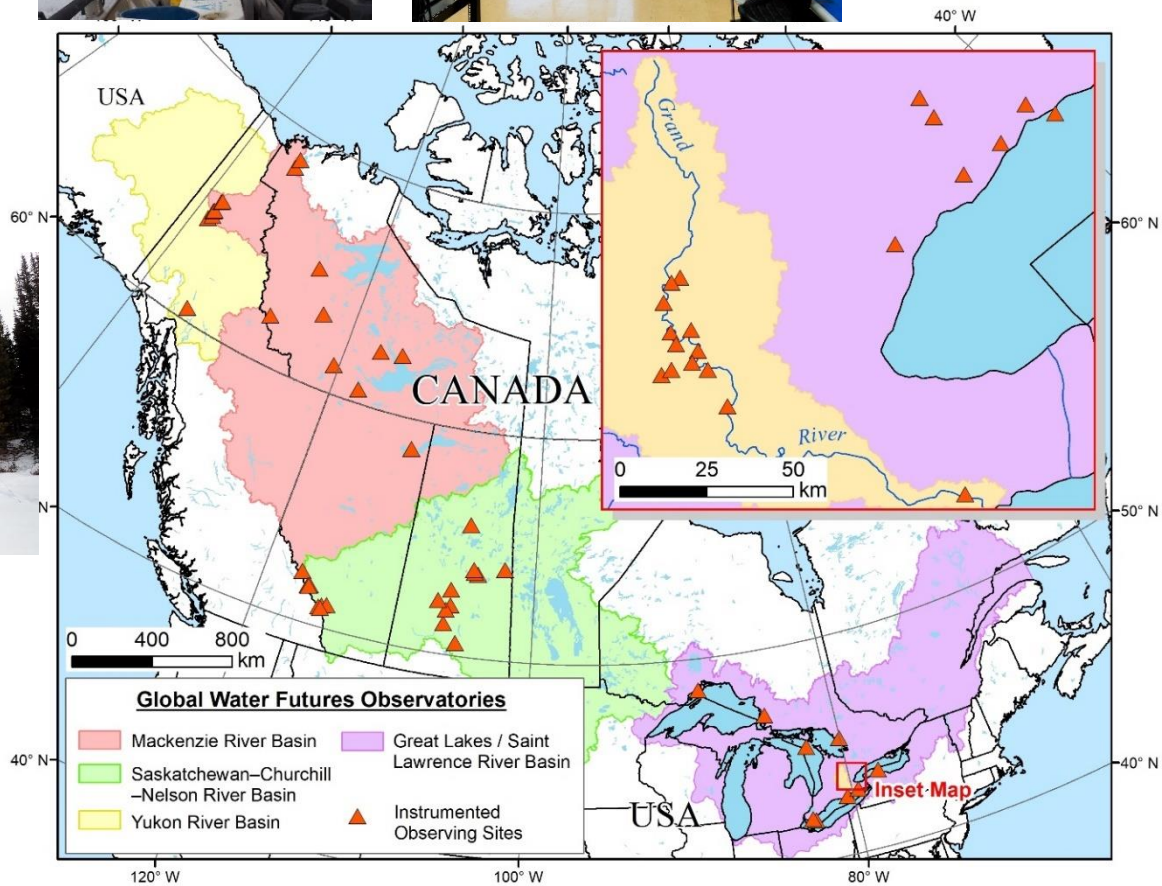 40° W
USA
Grand
60° N
60° N
CANADA
River
0 25 50
km
N
50° N
0 400 800
km
Global Water Futures Observatories
Mackenzie River Basin
Saskatchewan–Churchill
–Nelson River Basin
Yukon River Basin
Great Lakes / Saint
Lawrence River Basin
Instrumented
Observing Sites
40° N
40° N
Inset Map
USA
120° W
100° W
80° W